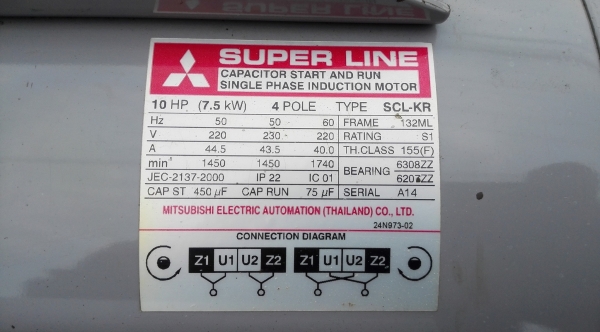 SUPER LINE
CAPACITOR START AND RUN
SINGLE PHASE INDUCTION MOTOR
10 HP (7.5 kW) 4 POLE TYPE SCL-KR
Hz 50 50 60 FRAME 132ML
V 220 230 220 RATING S1
A 44.5 43.5 40.0 TH.CLASS 155(F)
min¹ 1450 1450 1740 BEARING 6308ZZ
JEC-2137-2000 IP 22 IC 01 6207ZZ
CAP ST 450 µF CAP RUN 75 µF SERIAL A14
MITSUBISHI ELECTRIC AUTOMATION (THAILAND) CO., LTD.
24N973-02
CONNECTION DIAGRAM
Z1 U1 U2 Z2 Z1 U1 U2 Z2